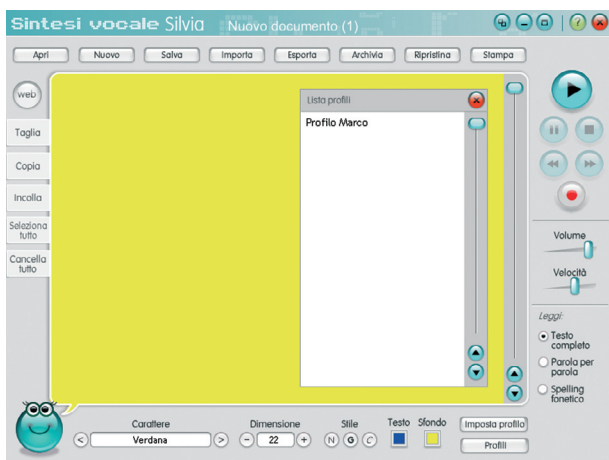 Sintesi vocale Silvia Nuovo documento (1)
Apri Nuovo Salva Importa Esporta Archivia Ripristina Stampa
web
Taglia
Copia
Incolla
Seleziona
tutto
Cancella
tutto
Lista profili
Profilo Marco
Volume
Velocità
Leggi:
Testo
completo
Parola per
parola
Spelling
fonetico
Carattere Dimensione Stile Testo Sfondo Imposta profilo
< Verdana > - 22 + N G C Profili